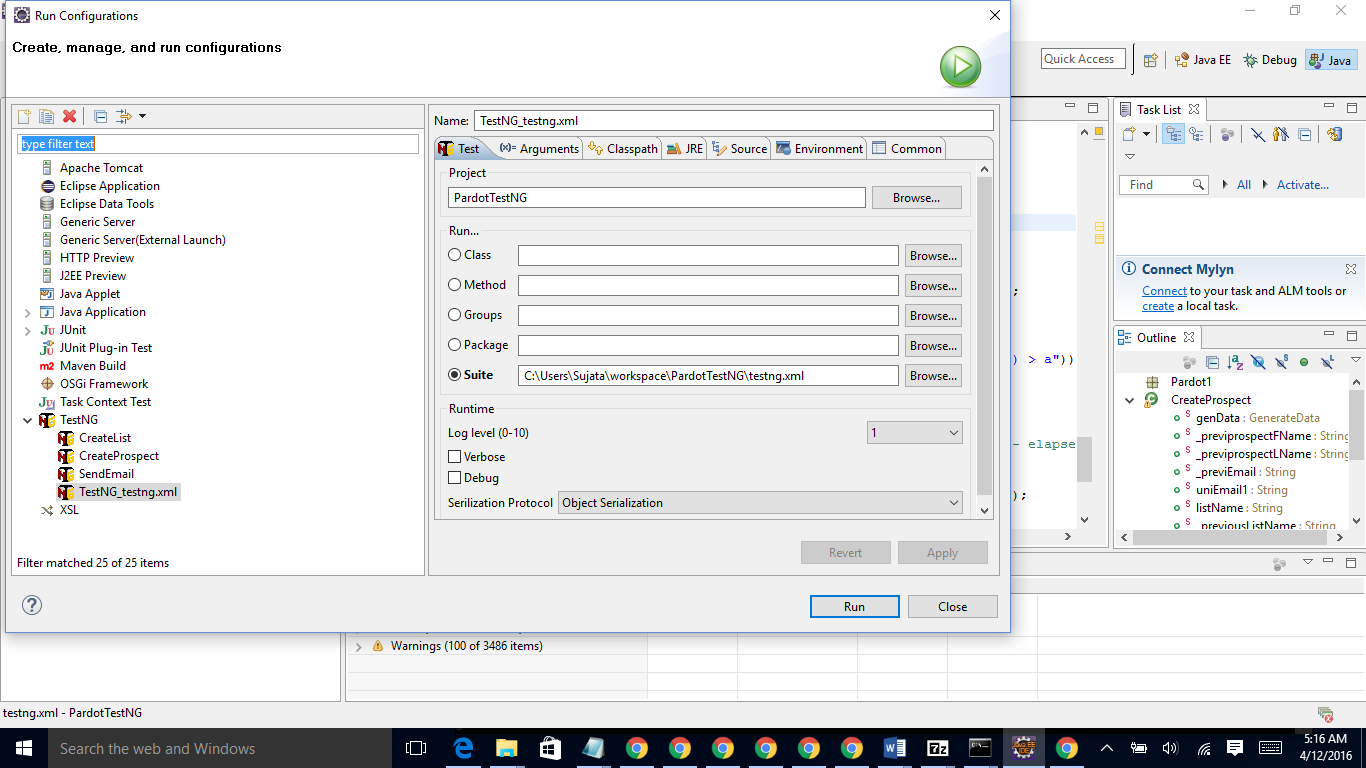 Run Configurations
Create, manage, and run configurations
type filter text
Apache Tomcat
Eclipse Application
Eclipse Data Tools
Generic Server
Generic Server(External Launch)
HTTP Preview
J2EE Preview
Java Applet
Java Application
JUnit
JUnit Plug-in Test
Maven Build
OSGi Framework
Task Context Test
TestNG
CreateList
CreateProspect
SendEmail
TestNG_testng.xml
XSL
Filter matched 25 of 25 items
Name: TestNG_testng.xml
Test (x)= Arguments Classpath JRE Source Environment Common
Project
PardotTestNG Browse...
Run...
Class Browse...
Method Browse...
Groups Browse...
Package Browse...
Suite C:\Users\Sujata\workspace\PardotTestNG\testng.xml Browse...
Runtime
Log level (0-10) 1
Verbose
Debug
Serilization Protocol Object Serialization
Revert Apply
Run Close
Quick Access Java EE Debug Java
Task List
Find All Activate...
Connect Mylyn
Connect to your task and ALM tools or
create a local task.
;
) > a"))
- elapse
);
Outline
Pardot1
CreateProspect
genData : GenerateData
_previprospectFName : String
_previprospectLName : String
_previEmail : String
uniEmail1 : String
listName : String
_previousListName : String
Warnings (100 of 3486 items)
testng.xml - PardotTestNG
Search the web and Windows
5:16 AM
4/12/2016